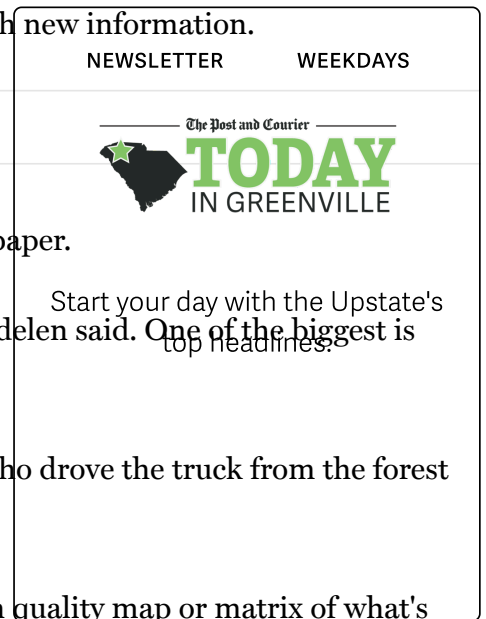 h new information.
NEWSLETTER WEEKDAYS
The Post and Courier
TODAY
IN GREENVILLE
paper.
Start your day with the Upstate's
delen said. One of the biggest is
top headlines.
ho drove the truck from the forest
quality map or matrix of what's